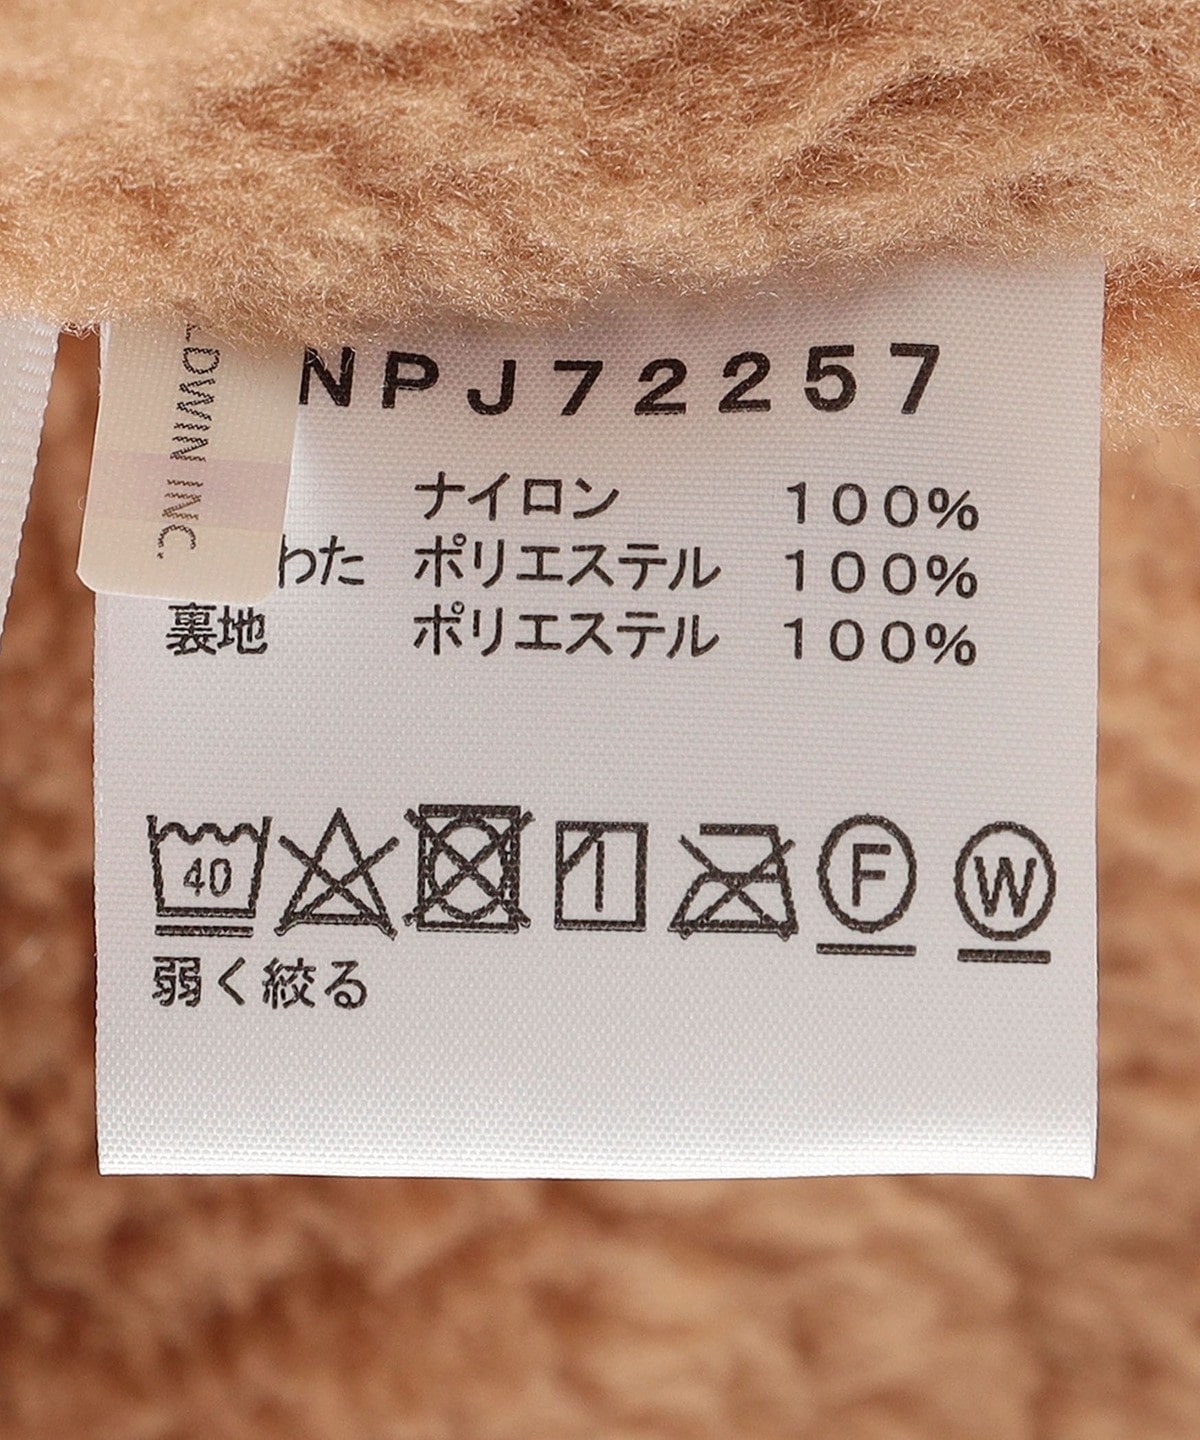 NPJ72257
ナイロン 100%
わた ポリエステル 100%
裏地 ポリエステル 100%
40
F
W
弱く絞る
LDWIN INC.